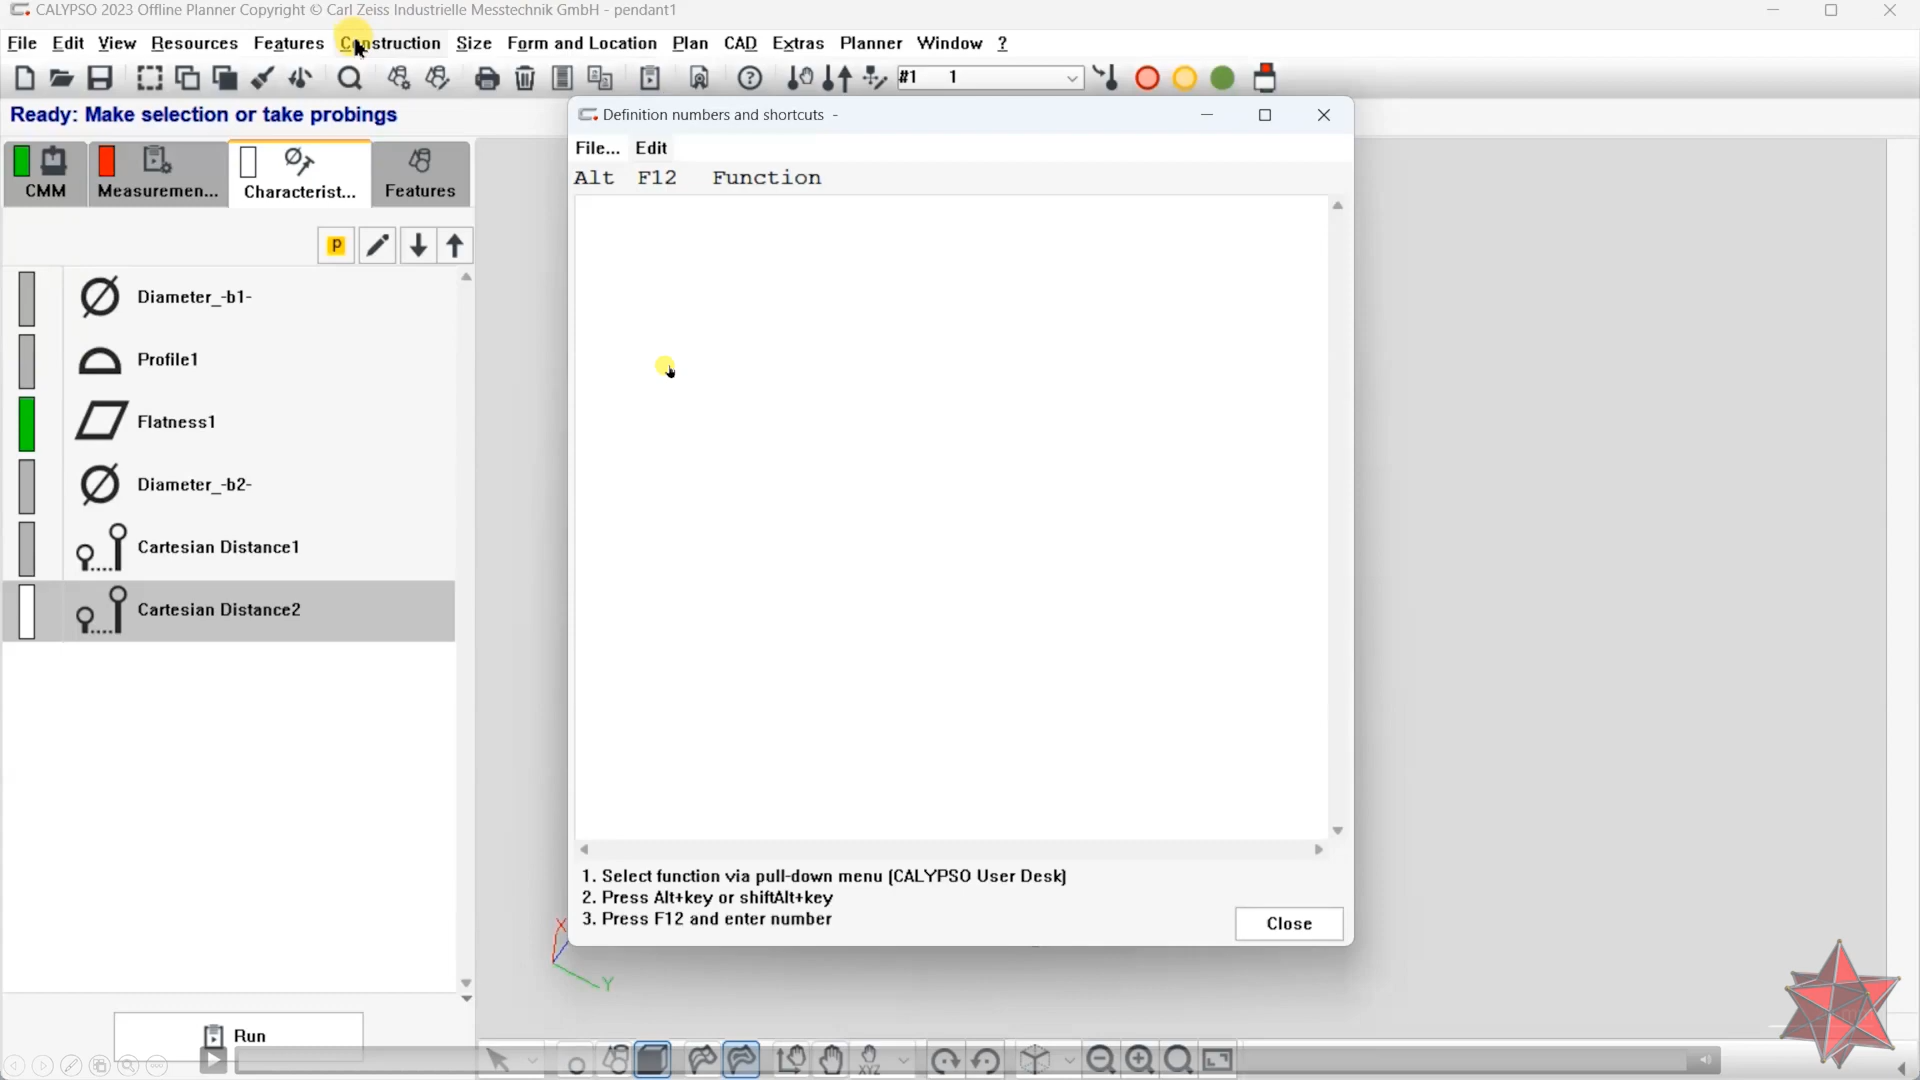 CALYPSO 2023 Offline Planner Copyright © Carl Zeiss Industrielle Messtechnik GmbH - pendant1
File Edit View Resources Features Construction Size Form and Location Plan CAD Extras Planner Window ?
#1 1
Ready: Make selection or take probings
Definition numbers and shortcuts -
File... Edit
Alt F12 Function
CMM
Measuremen...
Characterist...
Features
P
Diameter_-b1-
Profile1
Flatness1
Diameter_-b2-
Cartesian Distance1
Cartesian Distance2
1. Select function via pull-down menu (CALYPSO User Desk)
2. Press Alt+key or shiftAlt+key
3. Press F12 and enter number
Close
X
Y
Run
XYZ